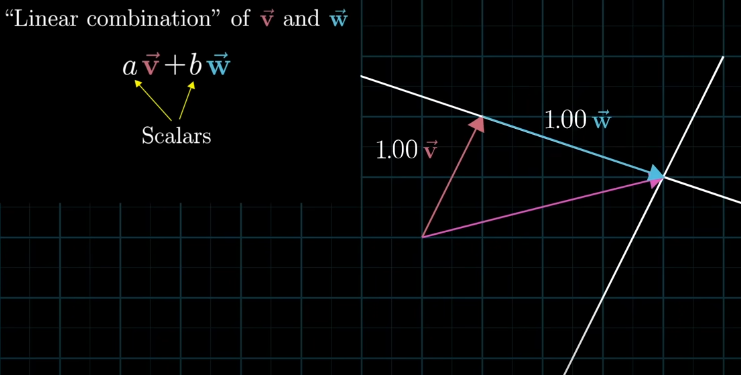 “Linear combination” of v⃗ and w⃗
a v⃗ + b w⃗
Scalars
1.00 w⃗
1.00 v⃗